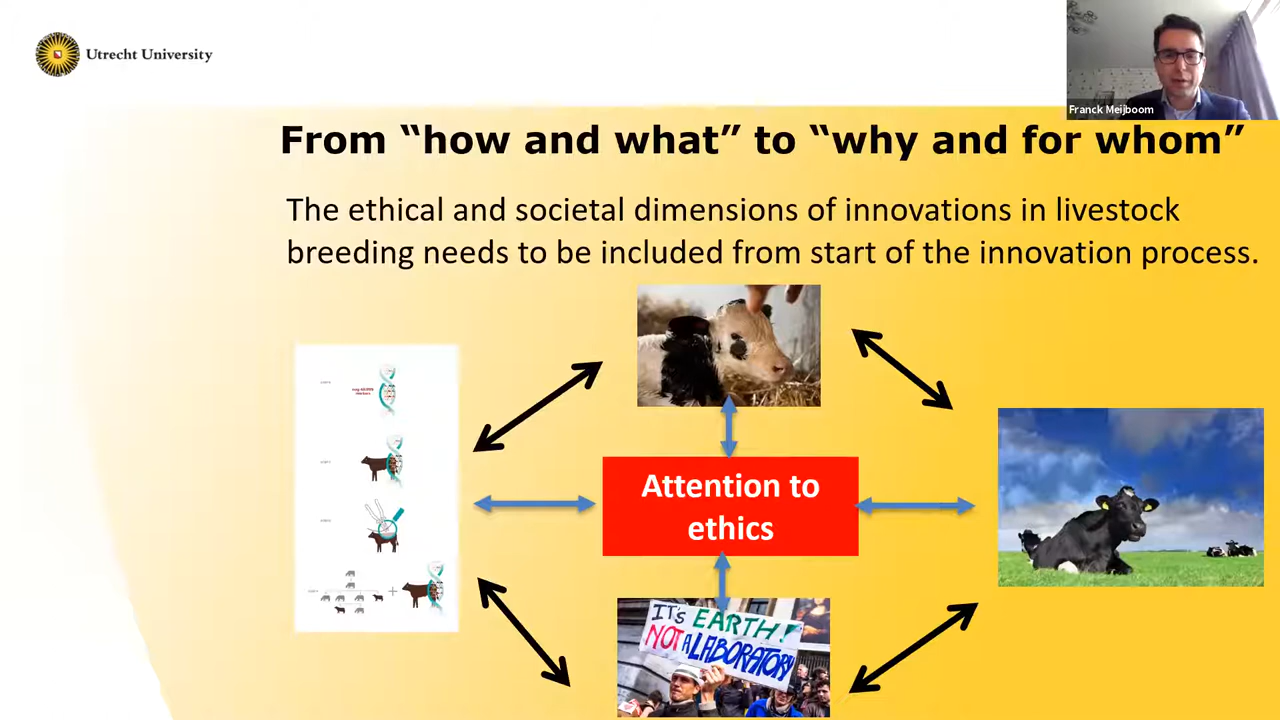 Utrecht University
Franck Meijboom
From “how and what” to “why and for whom”
The ethical and societal dimensions of innovations in livestock
breeding needs to be included from start of the innovation process.
Attention to
ethics
IT'S EARTH!
NOT A LABORATORY